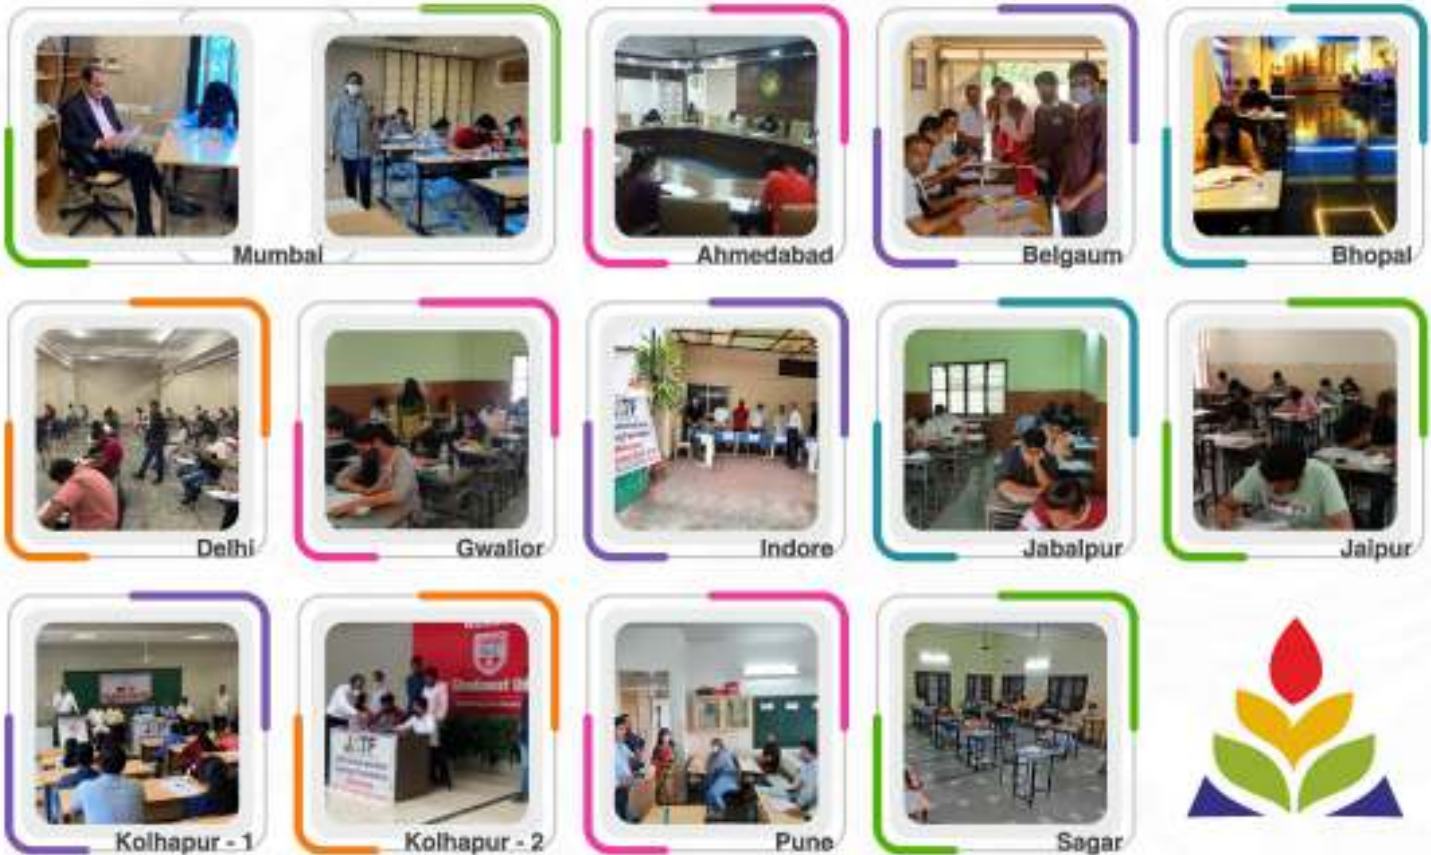 Mumbai
Ahmedabad
Belgaum
Bhopal
Delhi
Gwalior
Indore
Jabalpur
Jaipur
Kolhapur - 1
Kolhapur - 2
Pune
Sagar